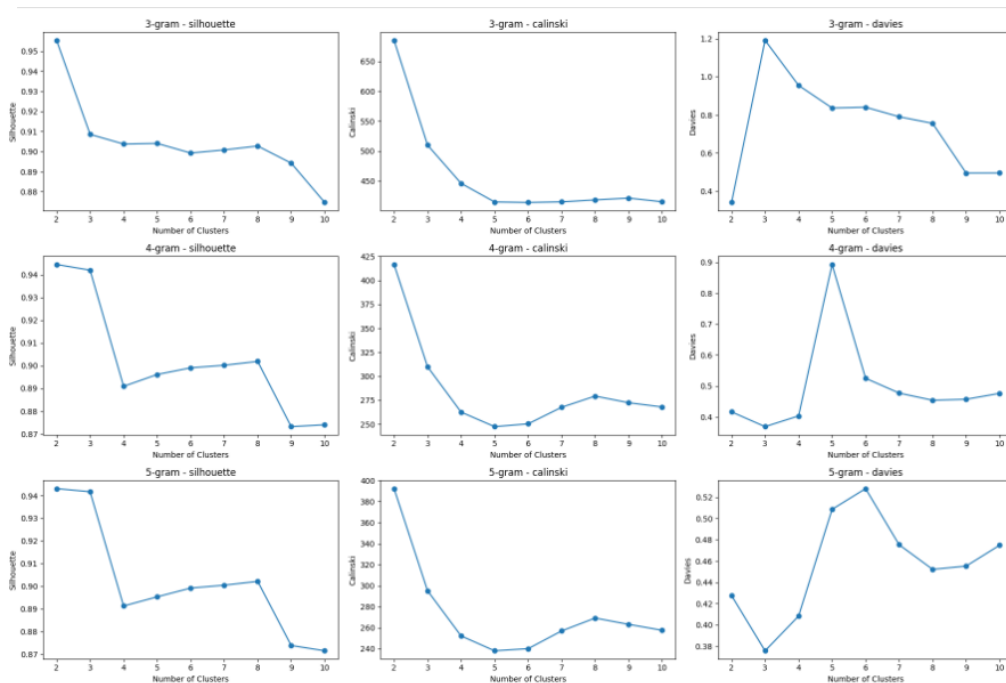 3-gram - silhouette
Silhouette
0.95
0.94
0.93
0.92
0.91
0.90
0.89
0.88
2 3 4 5 6 7 8 9 10
Number of Clusters
3-gram - calinski
Calinski
650
600
550
500
450
2 3 4 5 6 7 8 9 10
Number of Clusters
3-gram - davies
Davies
1.2
1.0
0.8
0.6
0.4
2 3 4 5 6 7 8 9 10
Number of Clusters
4-gram - silhouette
Silhouette
0.94
0.93
0.92
0.91
0.90
0.89
0.88
0.87
2 3 4 5 6 7 8 9 10
Number of Clusters
4-gram - calinski
Calinski
425
400
375
350
325
300
275
250
2 3 4 5 6 7 8 9 10
Number of Clusters
4-gram - davies
Davies
0.9
0.8
0.7
0.6
0.5
0.4
2 3 4 5 6 7 8 9 10
Number of Clusters
5-gram - silhouette
Silhouette
0.94
0.93
0.92
0.91
0.90
0.89
0.88
0.87
2 3 4 5 6 7 8 9 10
Number of Clusters
5-gram - calinski
Calinski
400
380
360
340
320
300
280
260
240
2 3 4 5 6 7 8 9 10
Number of Clusters
5-gram - davies
Davies
0.52
0.50
0.48
0.46
0.44
0.42
0.40
0.38
2 3 4 5 6 7 8 9 10
Number of Clusters